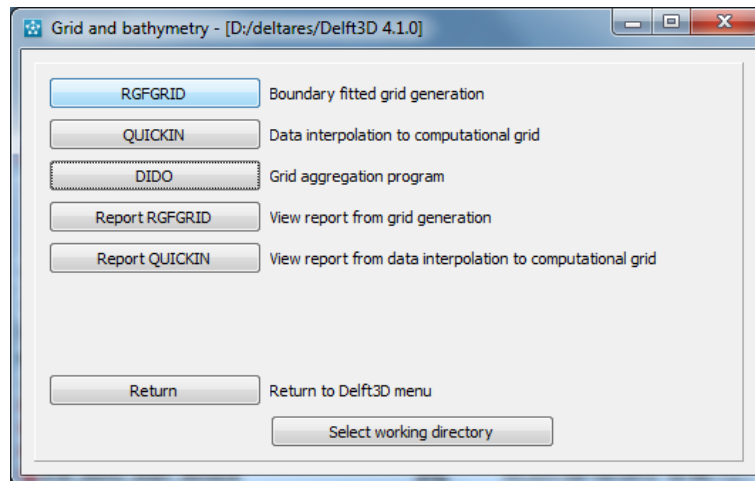 Grid and bathymetry - [D:/deltares/Delft3D 4.1.0]
RGFGRID Boundary fitted grid generation
QUICKIN Data interpolation to computational grid
DIDO Grid aggregation program
Report RGFGRID View report from grid generation
Report QUICKIN View report from data interpolation to computational grid
Return Return to Delft3D menu
Select working directory